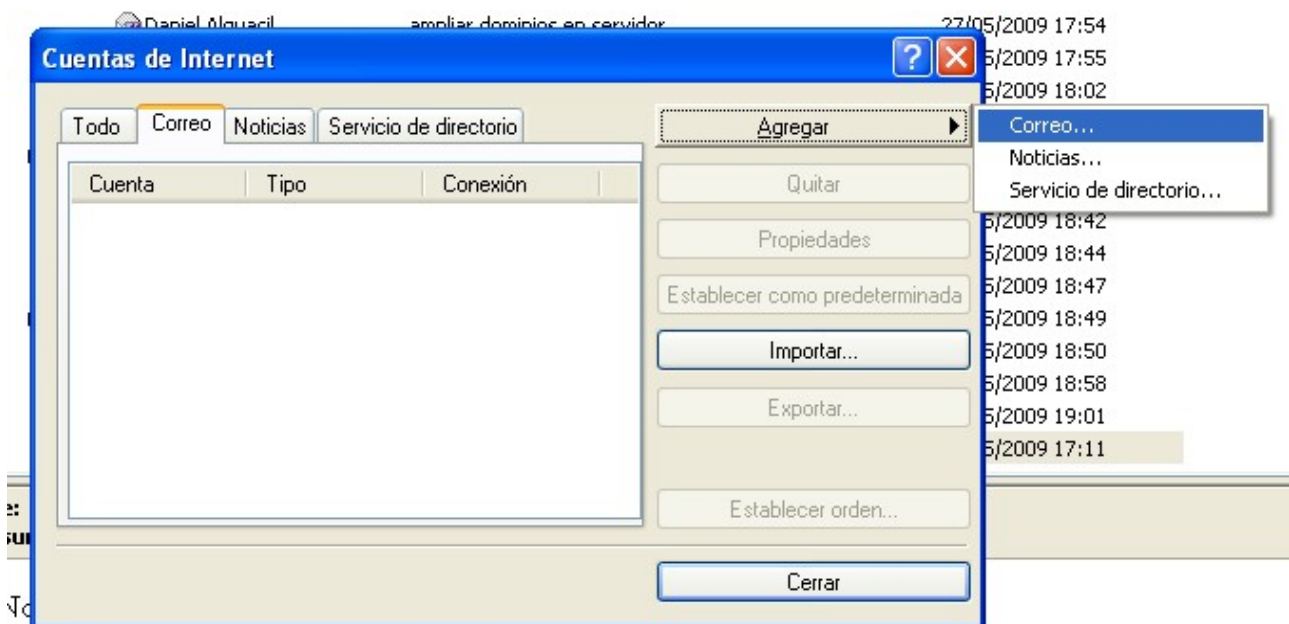 Daniel Alguacil ampliar dominios en servidor 27/05/2009 17:54
Cuentas de Internet
5/2009 17:55
5/2009 18:02
Todo Correo Noticias Servicio de directorio
Agregar
Correo...
Noticias...
Servicio de directorio...
Cuenta Tipo Conexión
Quitar
5/2009 18:42
Propiedades
5/2009 18:44
Establecer como predeterminada
5/2009 18:47
5/2009 18:49
Importar...
5/2009 18:50
5/2009 18:58
Exportar...
5/2009 19:01
5/2009 17:11
Establecer orden...
Cerrar